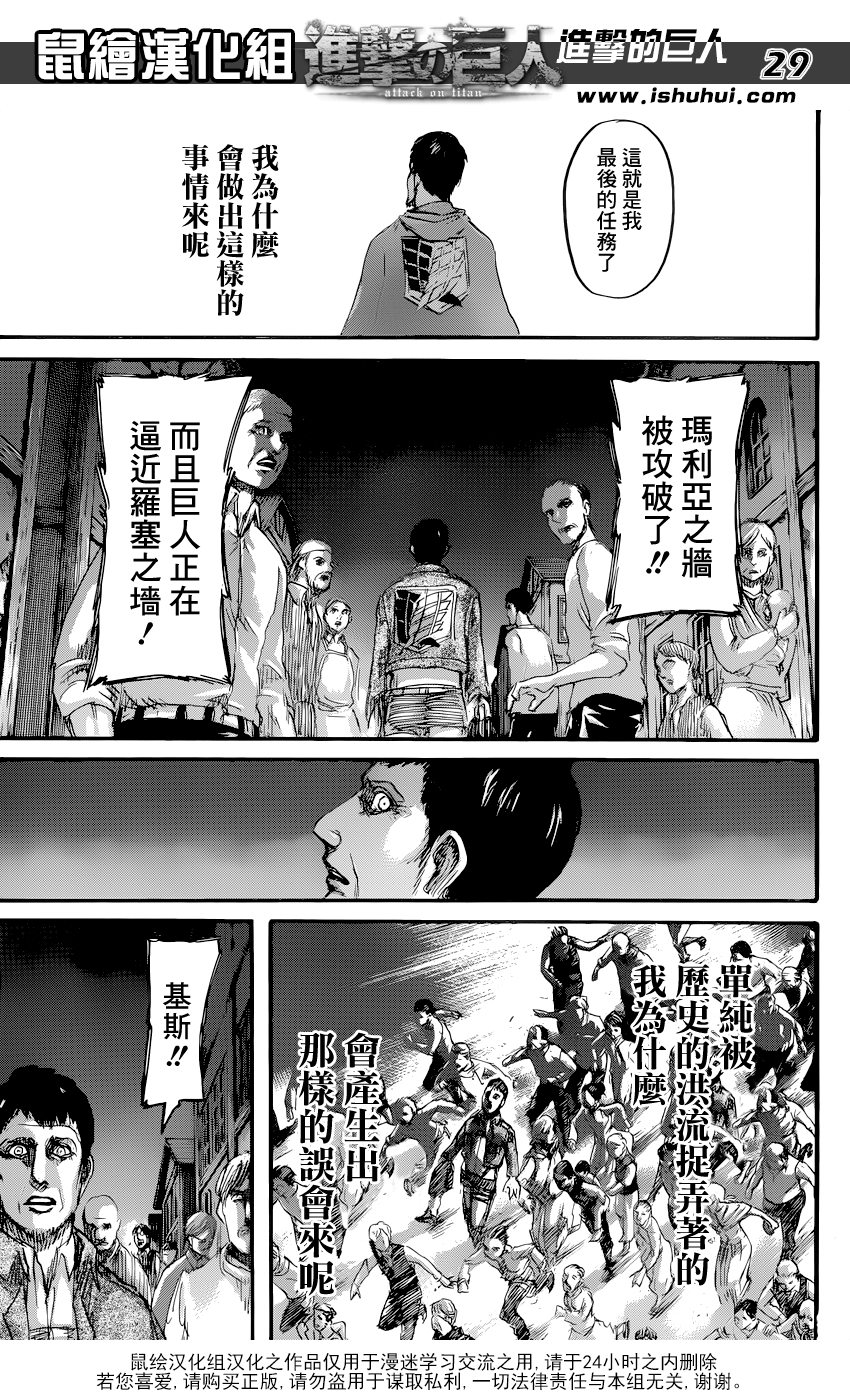 鼠繪漢化組
進撃の巨人
attack on titan
進擊的巨人
29
www.ishuhui.com
這就是我
最後的任務了
我為什麼
會做出這樣的
事情來呢
瑪利亞之牆
被攻破了!!
而且巨人正在
逼近羅塞之墻!
單純被
歷史的洪流捉弄著的
我為什麼
會產生出
那樣的誤會來呢
基斯!!
鼠绘汉化组汉化之作品仅用于漫迷学习交流之用, 请于24小时之内删除
若您喜爱, 请购买正版, 请勿盗用于谋取私利, 一切法律责任与本组无关, 谢谢。